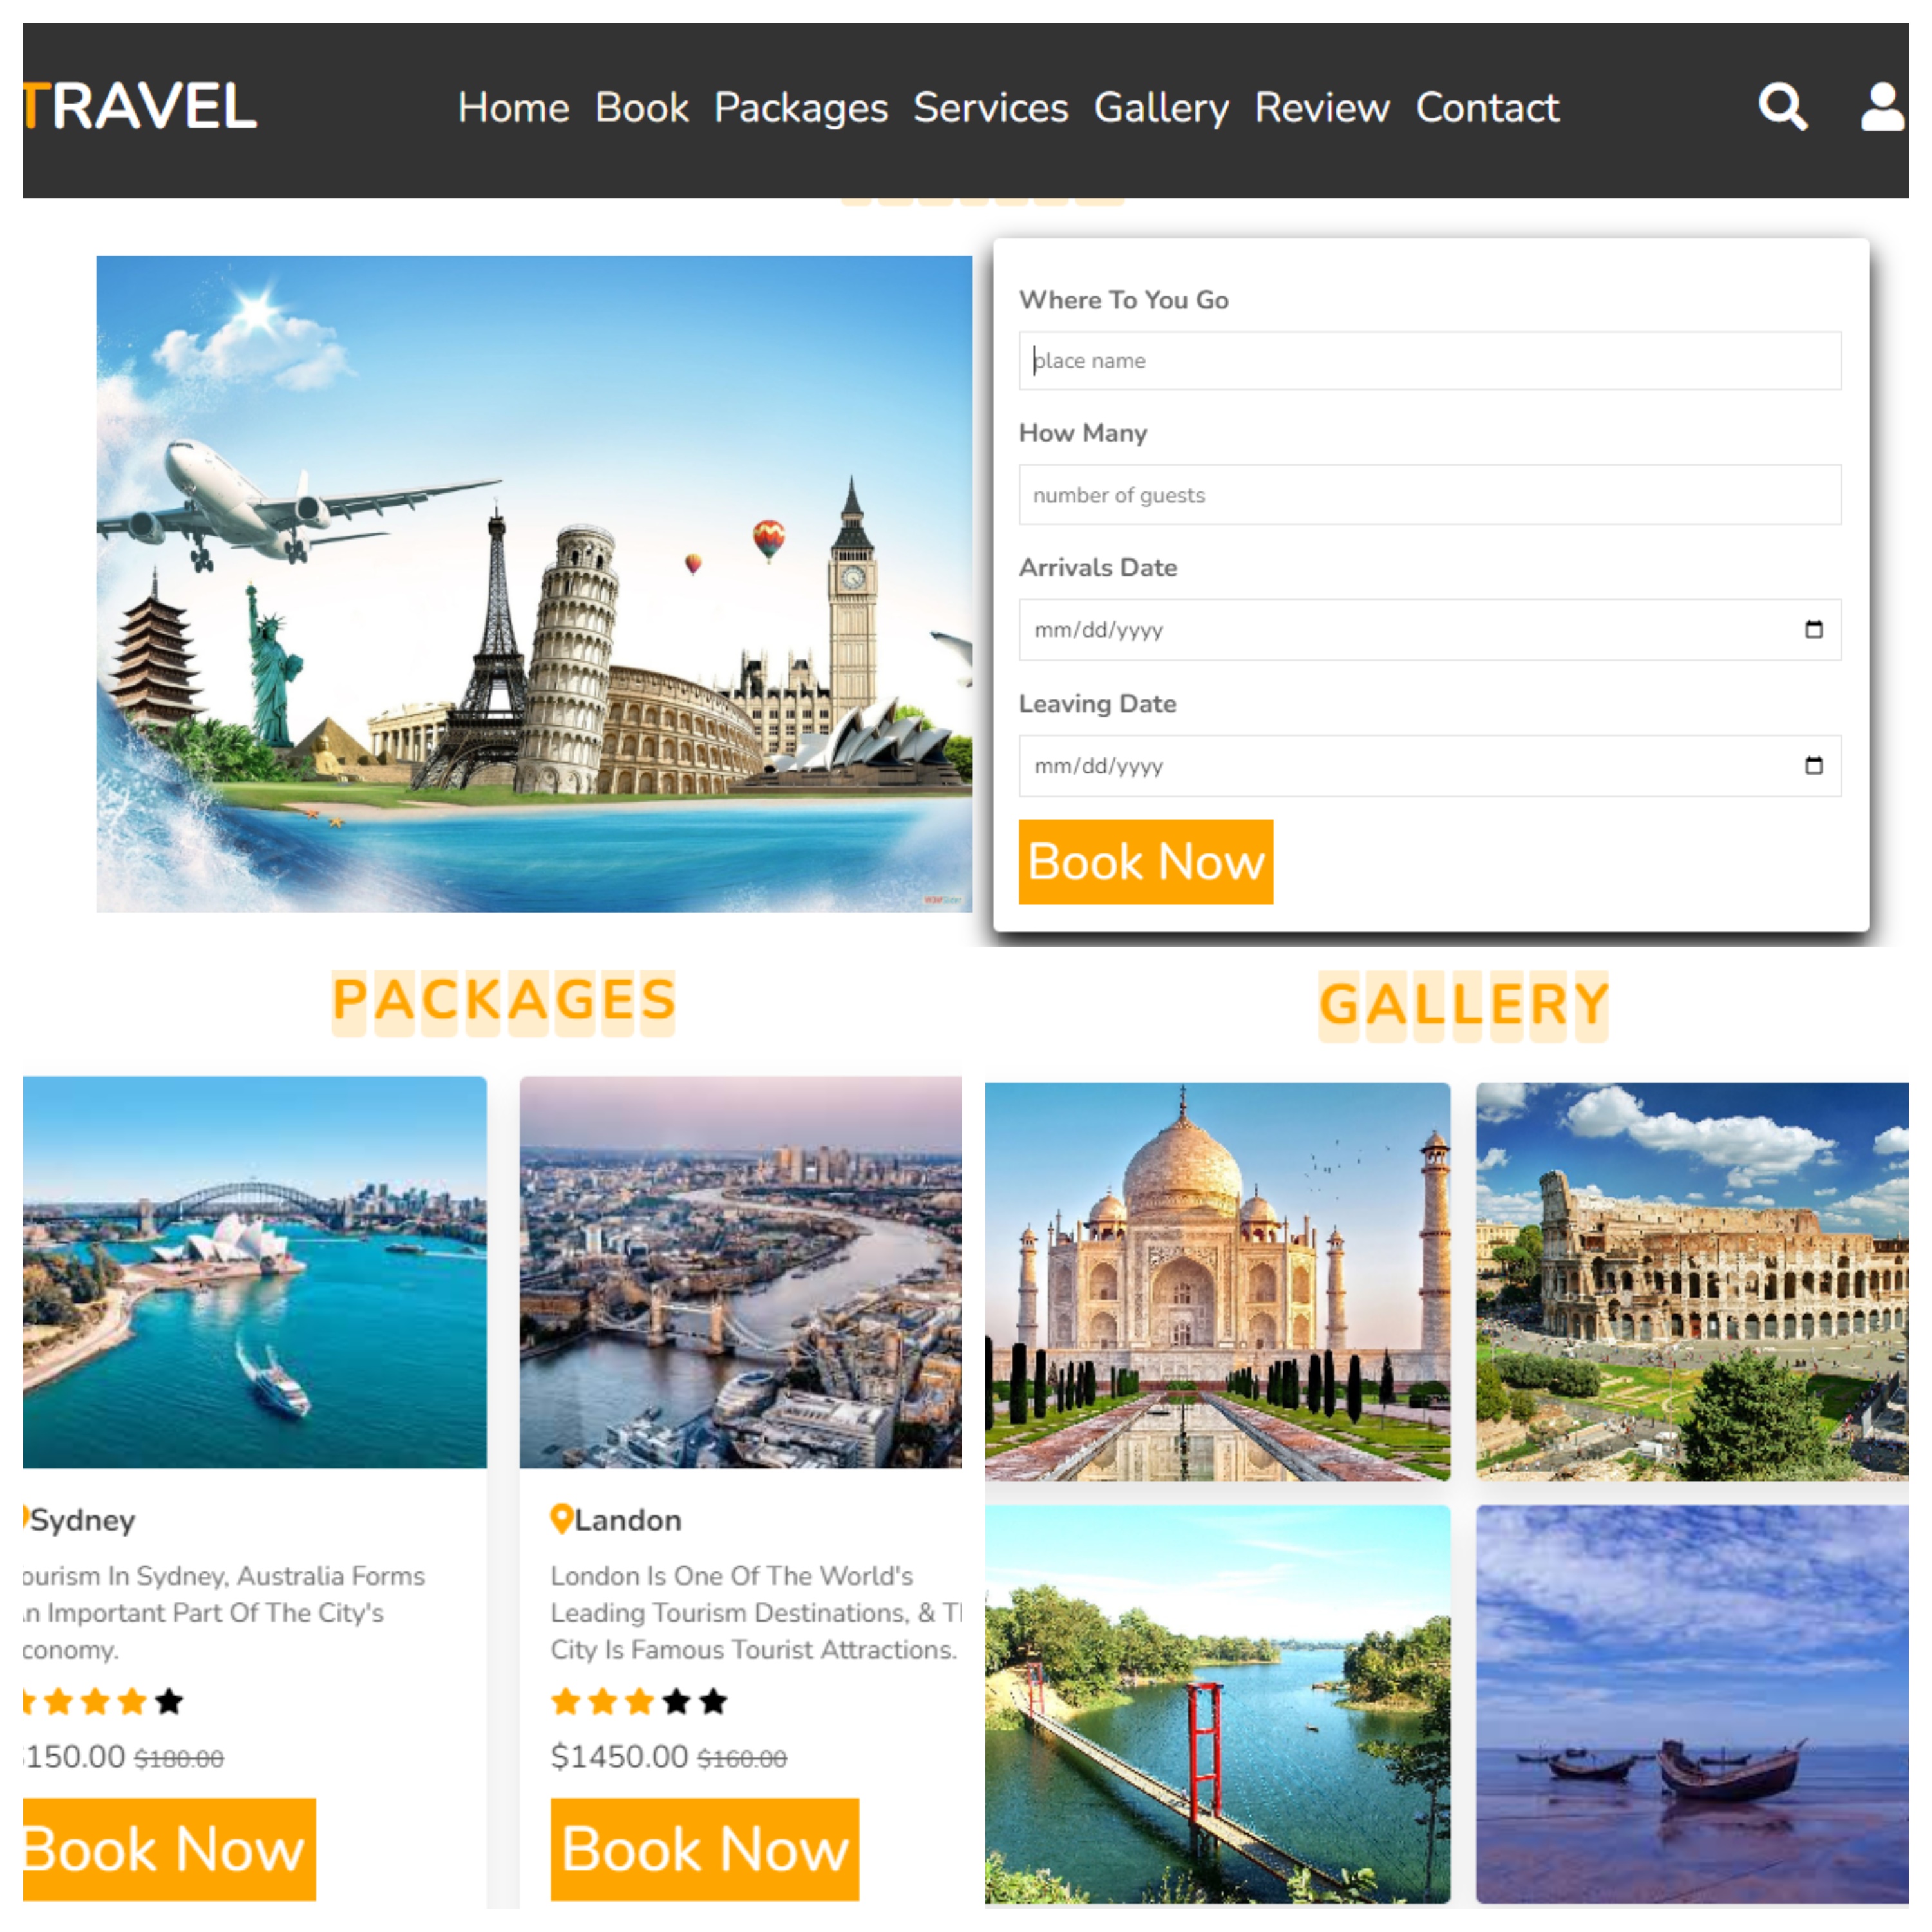 TRAVEL
Home Book Packages Services Gallery Review Contact
Where To You Go
place name
How Many
number of guests
Arrivals Date
mm/dd/yyyy
Leaving Date
mm/dd/yyyy
Book Now
PACKAGES
Sydney
ourism In Sydney, Australia Forms
n Important Part Of The City's
conomy.
150.00 $180.00
Book Now
Landon
London Is One Of The World's
Leading Tourism Destinations, & T
City Is Famous Tourist Attractions.
$1450.00 $160.00
Book Now
GALLERY